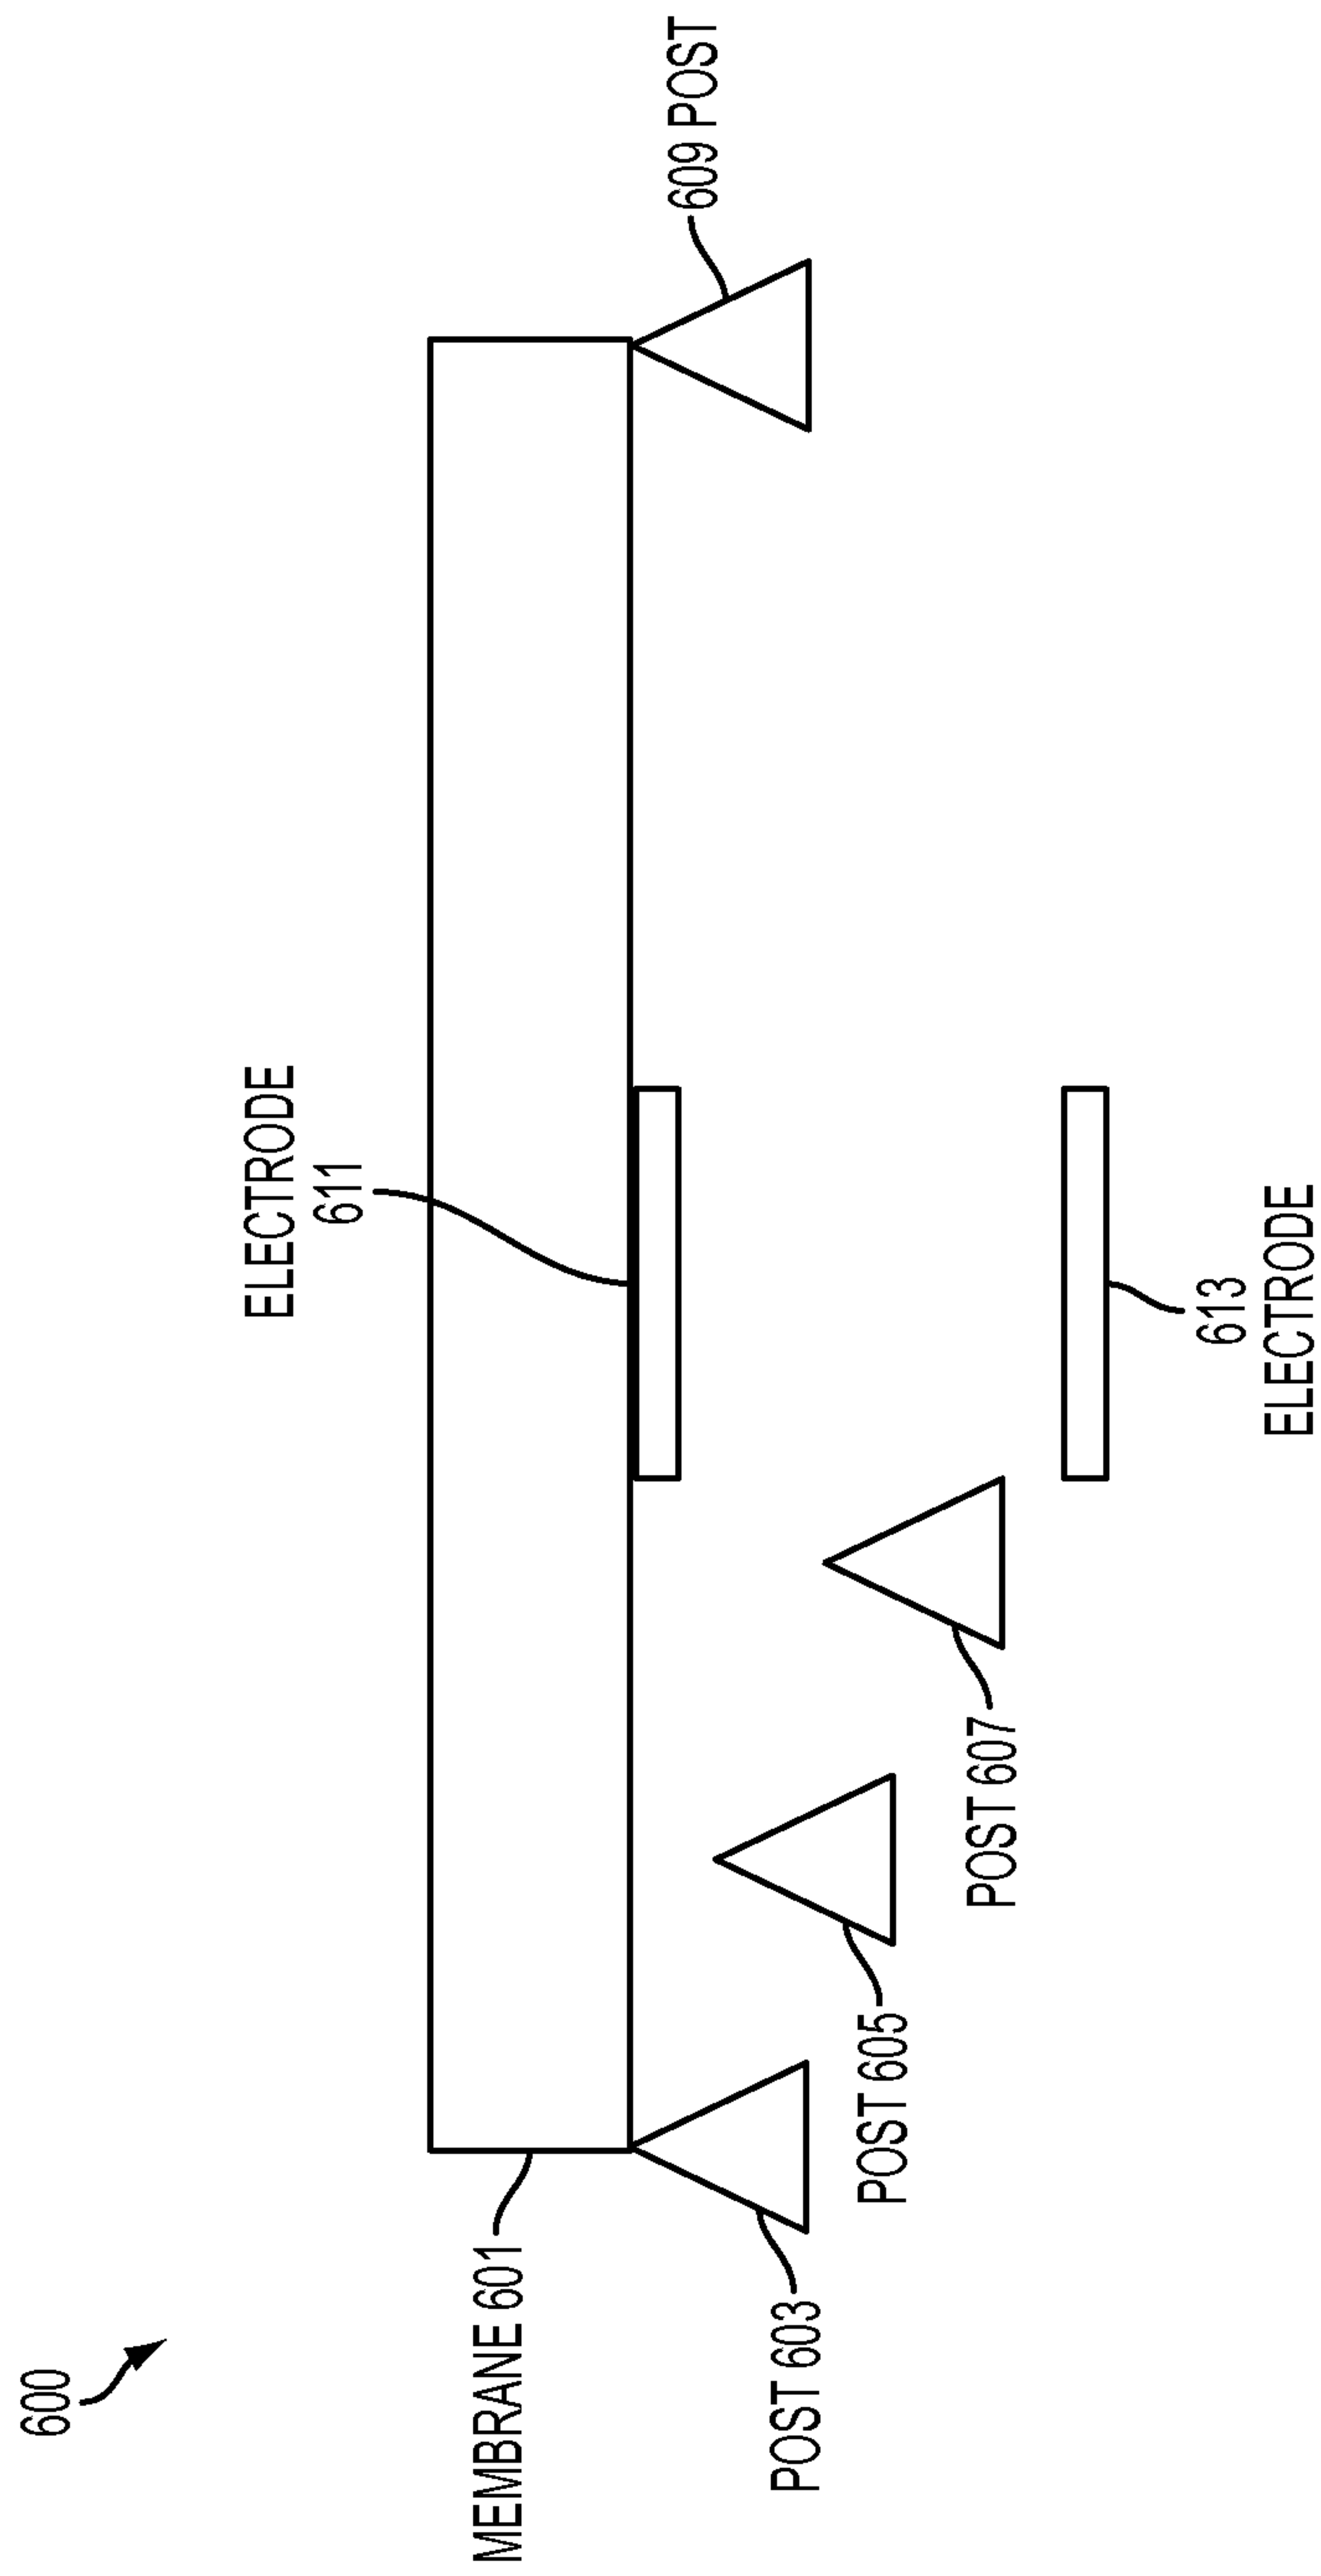 600
ELECTRODE
611
MEMBRANE 601
609 POST
POST 603
POST 605
POST 607
613
ELECTRODE